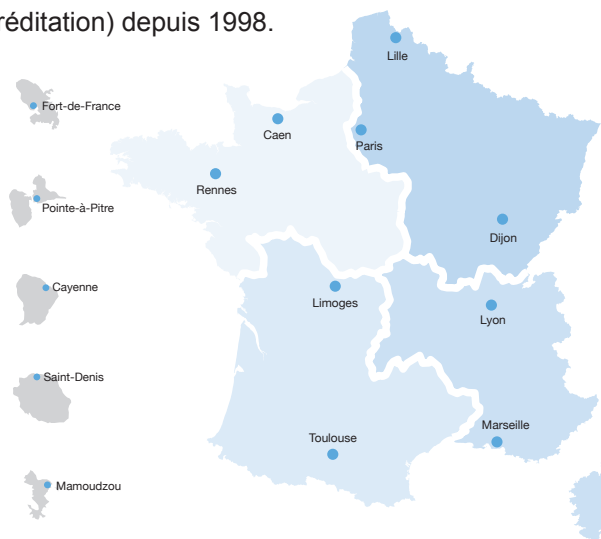 réditation) depuis 1998.
Lille
Fort-de-France
Caen
Paris
Rennes
Pointe-à-Pitre
Dijon
Cayenne
Limoges
Lyon
Saint-Denis
Marseille
Toulouse
Mamoudzou